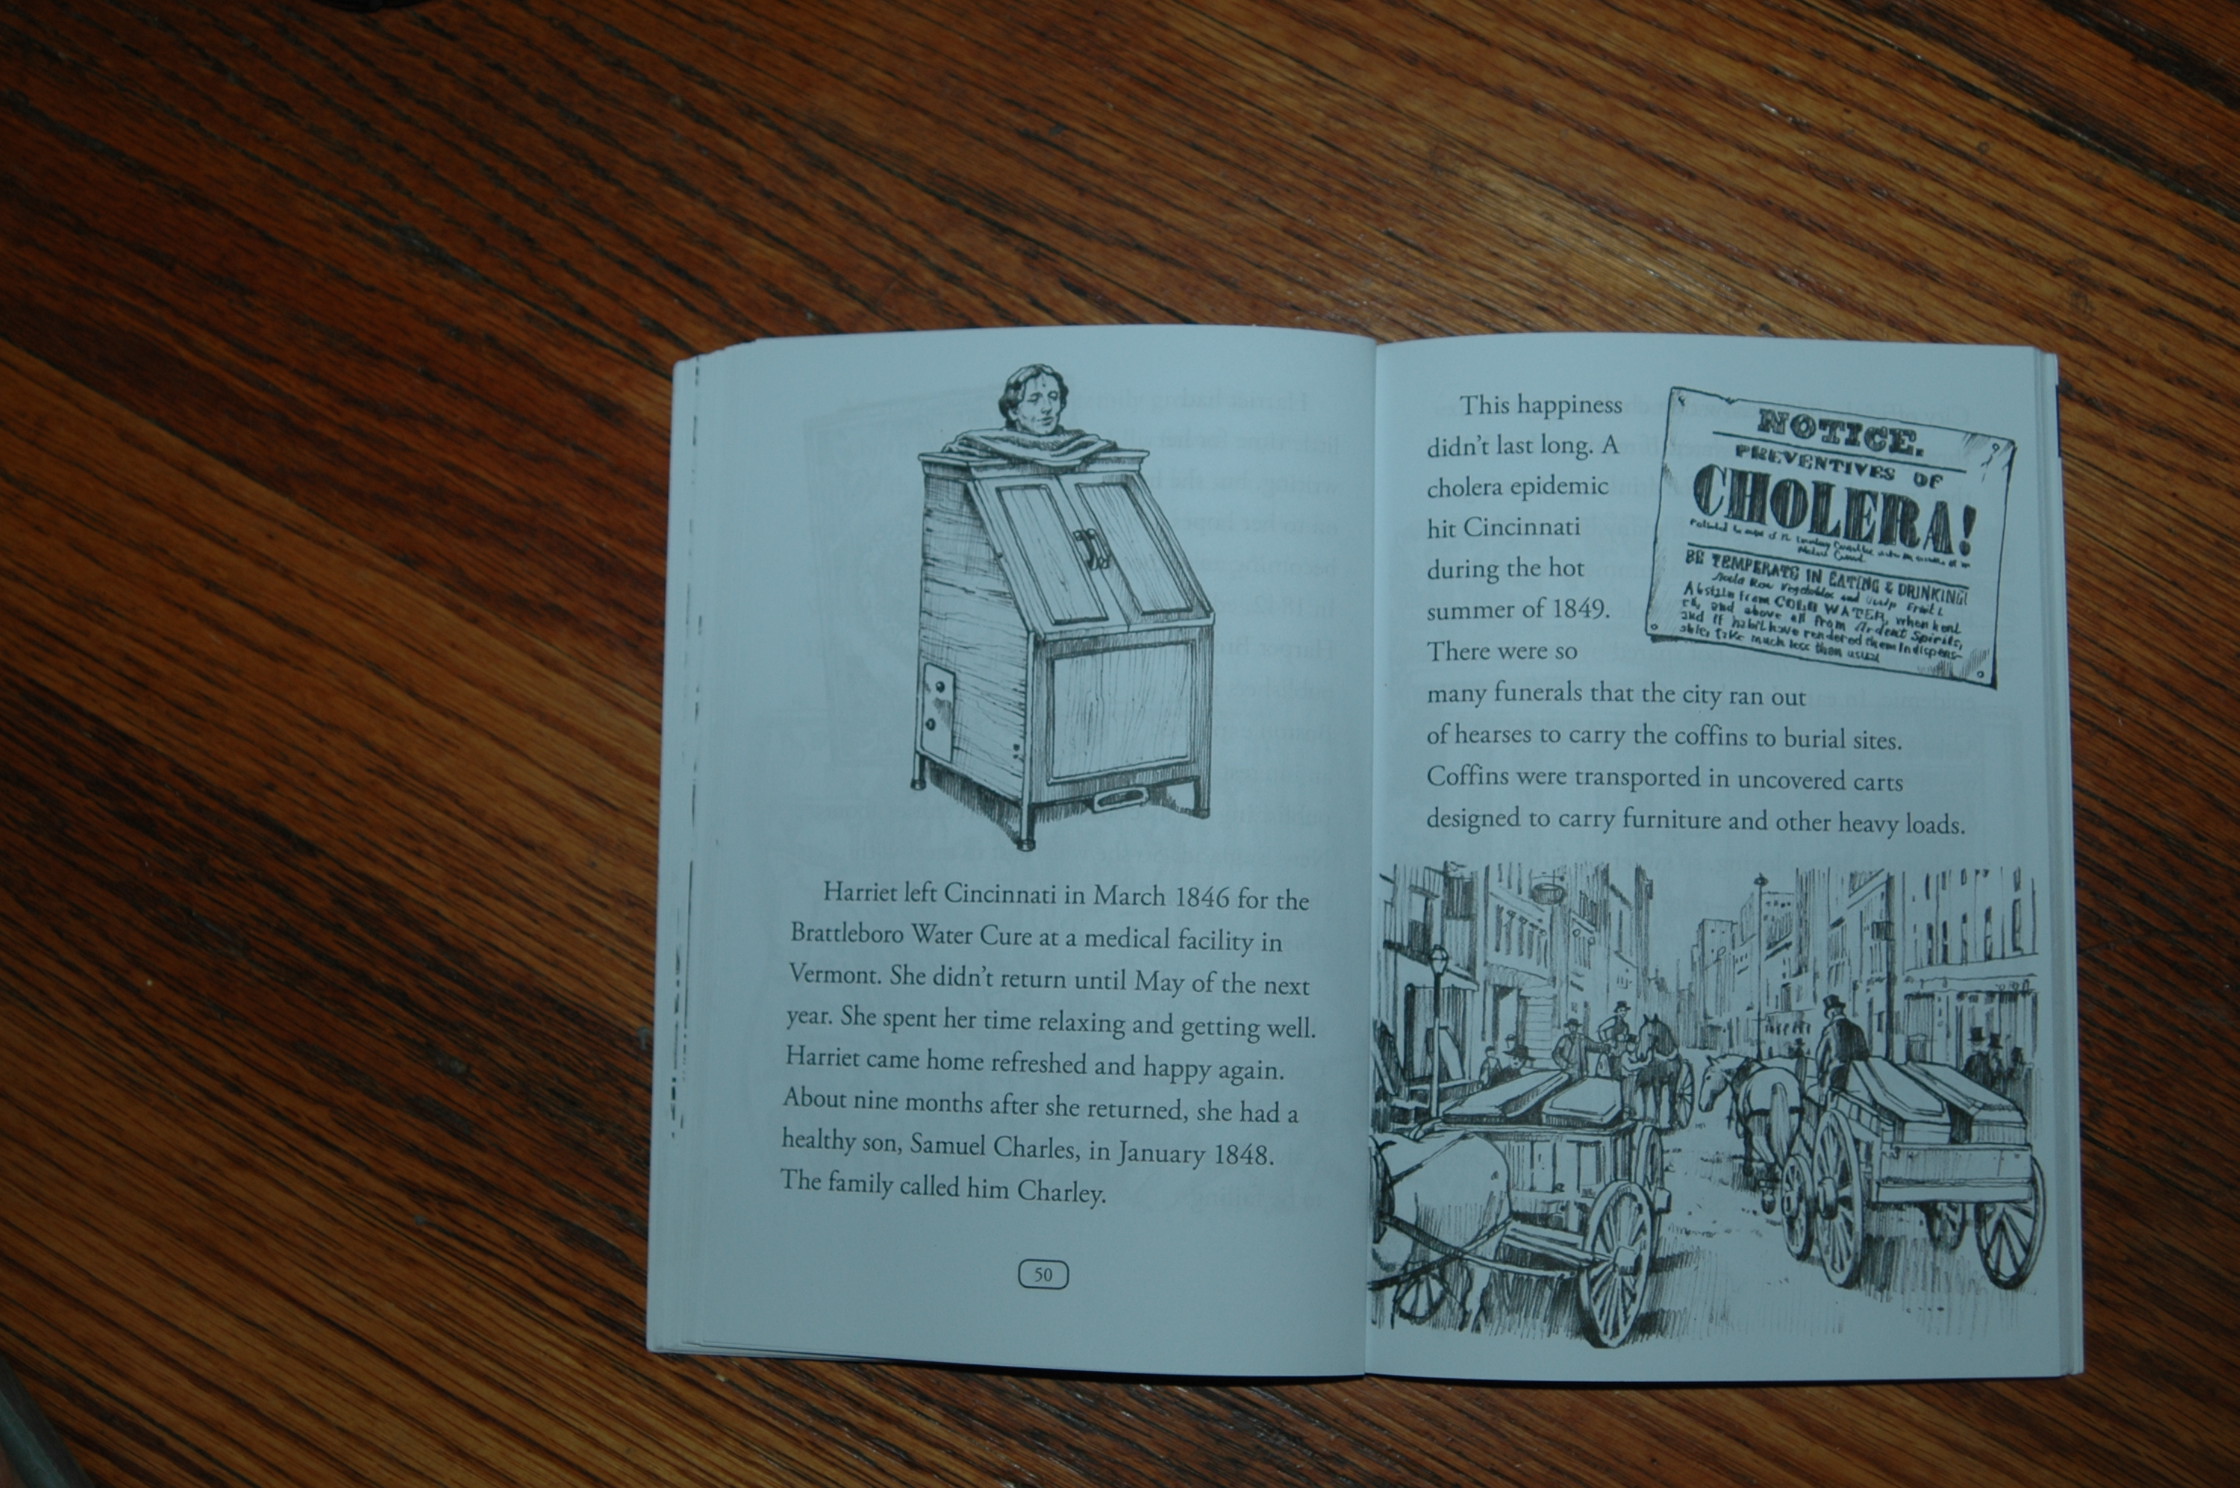 Harriet left Cincinnati in March 1846 for the
Brattleboro Water Cure at a medical facility in
Vermont. She didn't return until May of the next
year. She spent her time relaxing and getting well.
Harriet came home refreshed and happy again.
About nine months after she returned, she had a
healthy son, Samuel Charles, in January 1848.
The family called him Charley.
50
This happiness
didn't last long. A
cholera epidemic
hit Cincinnati
during the hot
summer of 1849.
There were so
many funerals that the city ran out
of hearses to carry the coffins to burial sites.
Coffins were transported in uncovered carts
designed to carry furniture and other heavy loads.
NOTICE.
PREVENTIVES OF
CHOLERA!
BE TEMPERATE IN EATING & DRINKING!
Avoid Raw Vegetables and Unrip Fruit
Abstain from COLD WATER, when heat
ed, and above all from Ardent Spirits,
and if habit have rendered them Indispens-
able, take much less than usual